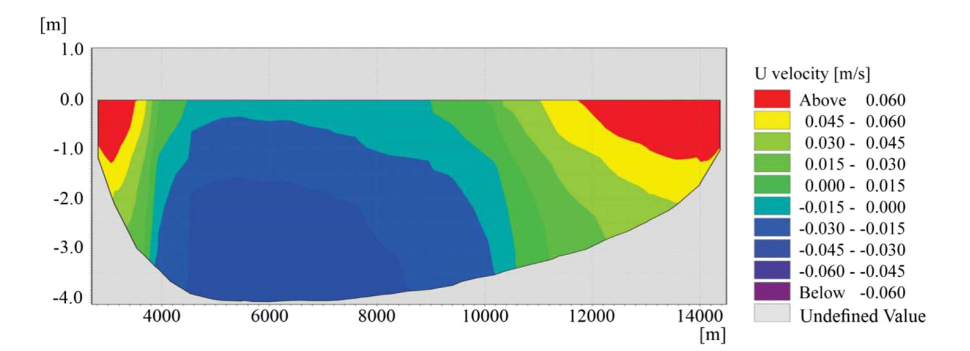 [m]
1.0
0.0
-1.0
-2.0
-3.0
-4.0
4000 6000 8000 10000 12000 14000
[m]
U velocity [m/s]
Above 0.060
0.045 - 0.060
0.030 - 0.045
0.015 - 0.030
0.000 - 0.015
-0.015 - 0.000
-0.030 - -0.015
-0.045 - -0.030
-0.060 - -0.045
Below -0.060
Undefined Value